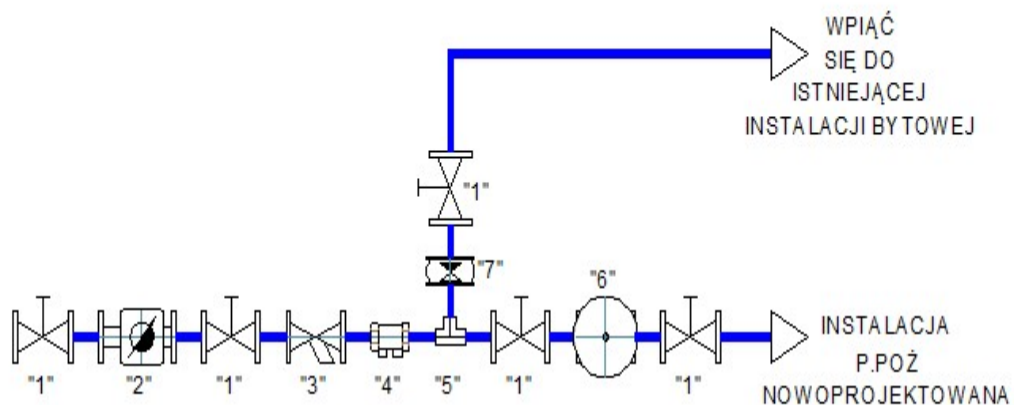 WPIĄĆ
SIĘ DO
ISTNIEJĄCEJ
INSTALACJI BYTOWEJ
"1"
"7"
"6"
INSTALACJA
P.POŻ
NOWOPROJEKTOWANA
"1" "2" "1" "3" "4" "5" "1" "1"